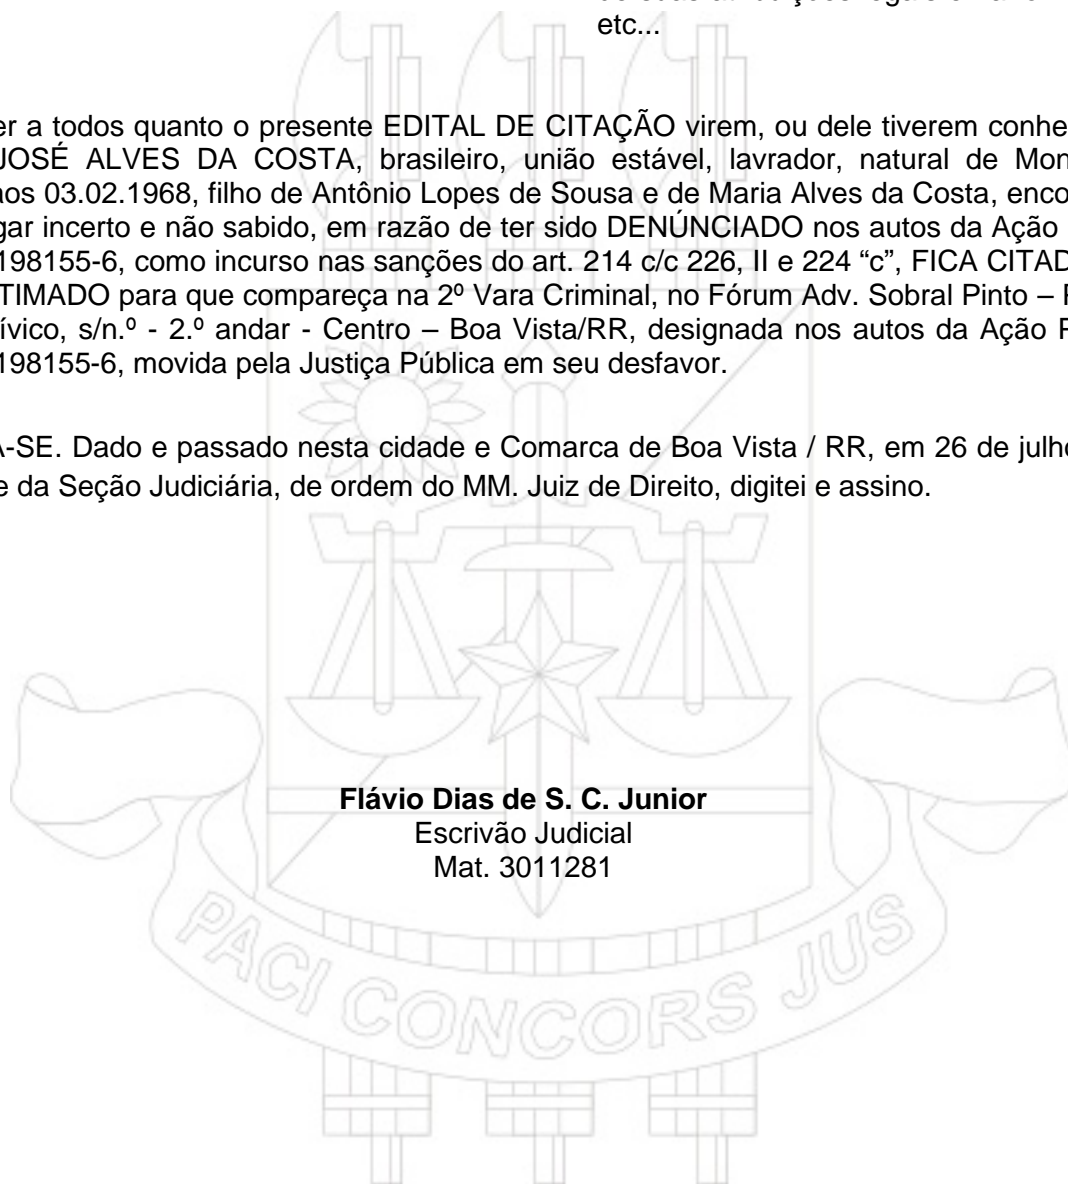 etc...
er a todos quanto o presente EDITAL DE CITAÇÃO virem, ou dele tiverem conhe
JOSÉ ALVES DA COSTA, brasileiro, união estável, lavrador, natural de Mon
aos 03.02.1968, filho de Antônio Lopes de Sousa e de Maria Alves da Costa, enco
gar incerto e não sabido, em razão de ter sido DENÚNCIADO nos autos da Ação
198155-6, como incurso nas sanções do art. 214 c/c 226, II e 224 “c”, FICA CITAD
TIMADO para que compareça na 2º Vara Criminal, no Fórum Adv. Sobral Pinto –
ívico, s/n.º - 2.º andar - Centro – Boa Vista/RR, designada nos autos da Ação P
198155-6, movida pela Justiça Pública em seu desfavor.
A-SE. Dado e passado nesta cidade e Comarca de Boa Vista / RR, em 26 de julho
e da Seção Judiciária, de ordem do MM. Juiz de Direito, digitei e assino.
Flávio Dias de S. C. Junior
Escrivão Judicial
Mat. 3011281
PACI CONCORS JUS